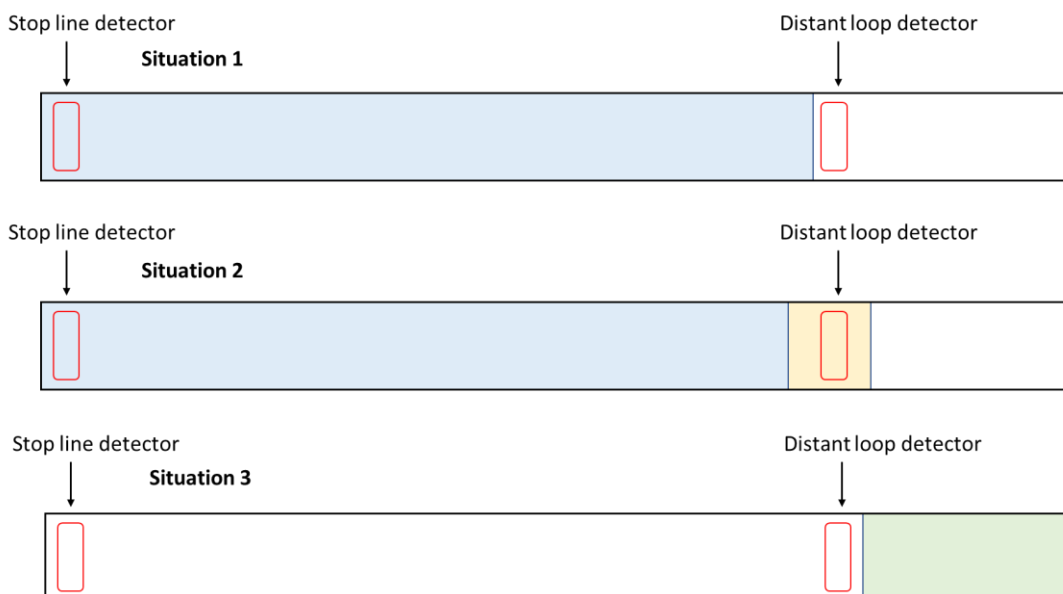 Stop line detector
Distant loop detector
Situation 1
Stop line detector
Distant loop detector
Situation 2
Stop line detector
Distant loop detector
Situation 3